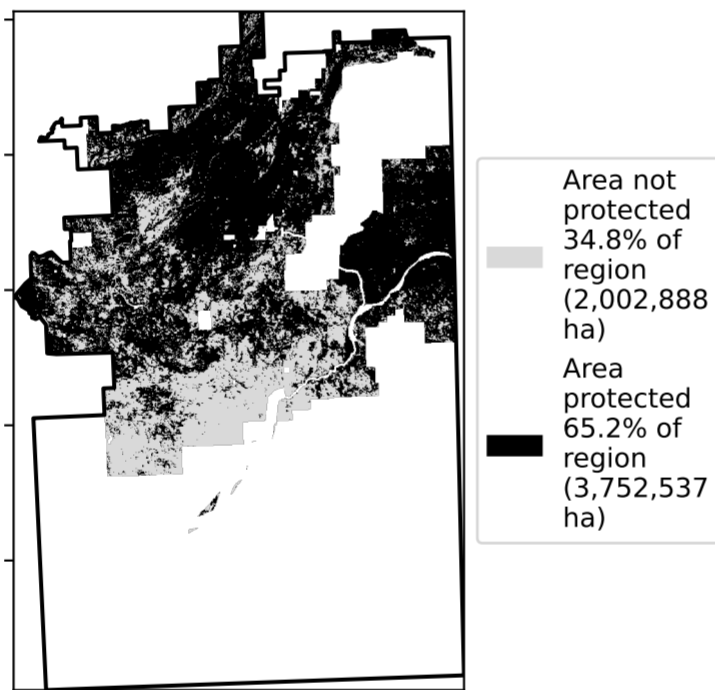 Area not
protected
34.8% of
region
(2,002,888
ha)
Area
protected
65.2% of
region
(3,752,537
ha)